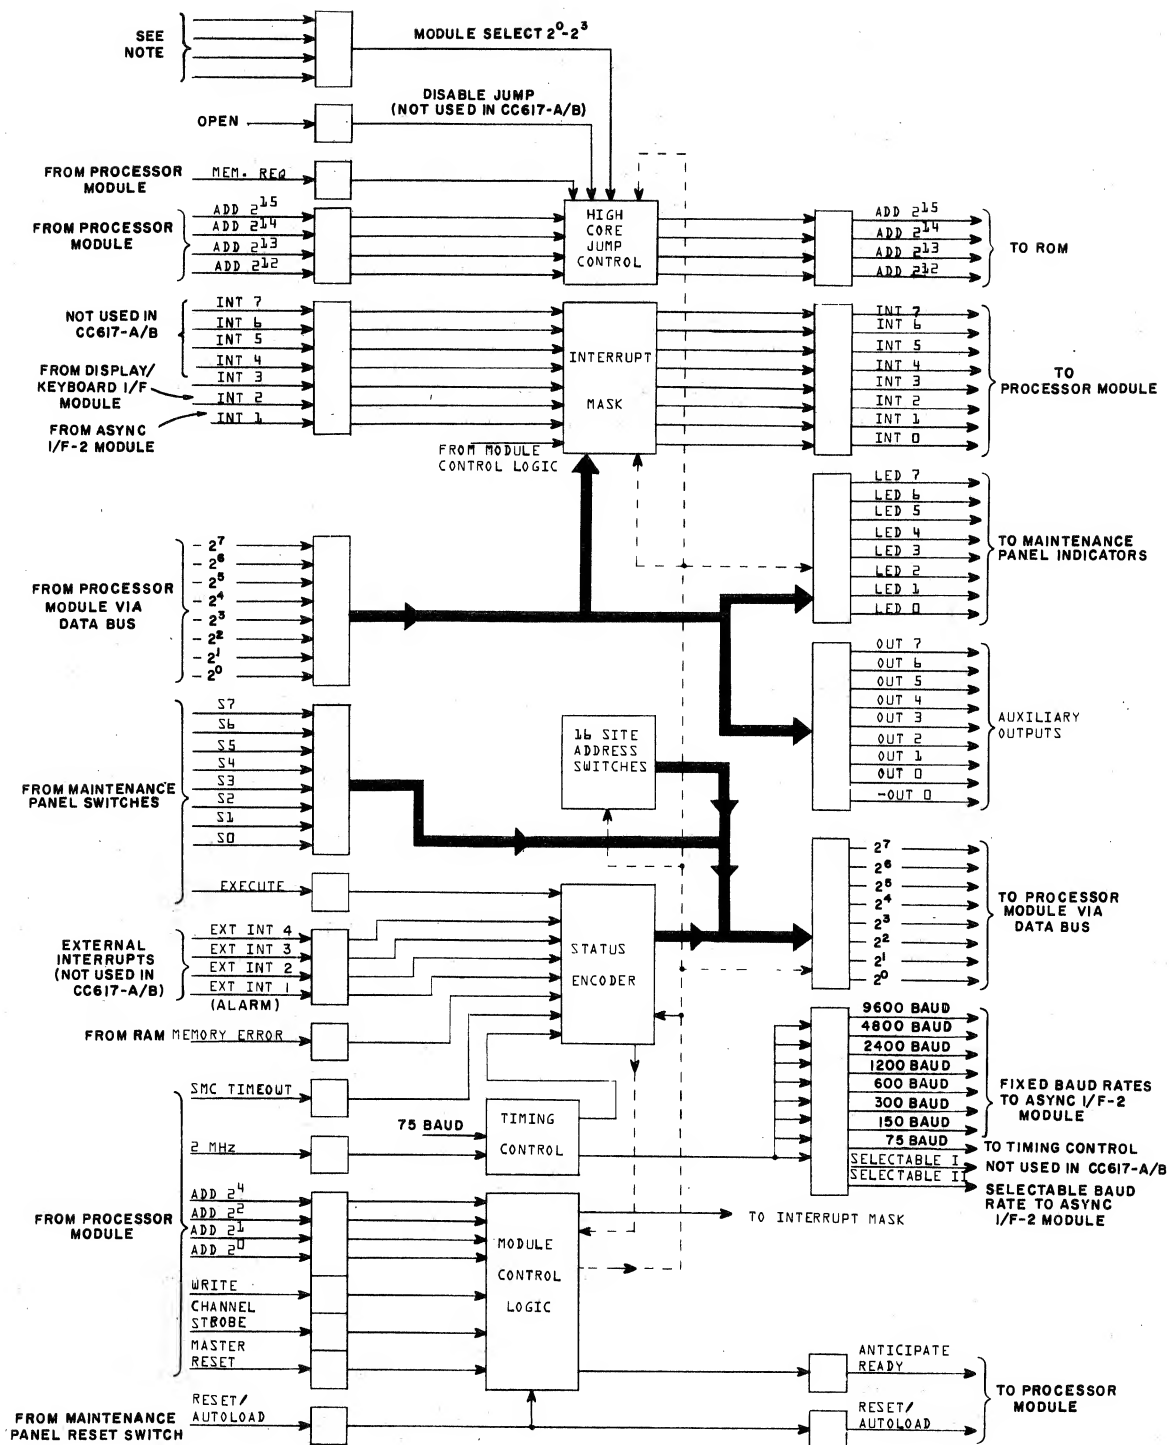 SEE
NOTE
MODULE SELECT 2⁰-2³
OPEN
DISABLE JUMP
(NOT USED IN CC617-A/B)
FROM PROCESSOR
MODULE
MEM. REQ
FROM PROCESSOR
MODULE
ADD 2¹⁵
ADD 2¹⁴
ADD 2¹³
ADD 2¹²
HIGH
CORE
JUMP
CONTROL
ADD 2¹⁵
ADD 2¹⁴
ADD 2¹³
ADD 2¹²
TO ROM
NOT USED IN
CC617-A/B
FROM DISPLAY/
KEYBOARD I/F
MODULE
FROM ASYNC
I/F-2 MODULE
INT 7
INT 6
INT 5
INT 4
INT 3
INT 2
INT 1
INTERRUPT
MASK
FROM MODULE
CONTROL LOGIC
INT 7
INT 6
INT 5
INT 4
INT 3
INT 2
INT 1
INT 0
TO
PROCESSOR MODULE
LED 7
LED 6
LED 5
LED 4
LED 3
LED 2
LED 1
LED 0
TO MAINTENANCE
PANEL INDICATORS
FROM PROCESSOR
MODULE VIA
DATA BUS
- 2⁷
- 2⁶
- 2⁵
- 2⁴
- 2³
- 2²
- 2¹
- 2⁰
OUT 7
OUT 6
OUT 5
OUT 4
OUT 3
OUT 2
OUT 1
OUT 0
-OUT 0
AUXILIARY
OUTPUTS
FROM MAINTENANCE
PANEL SWITCHES
S7
S6
S5
S4
S3
S2
S1
S0
EXECUTE
16 SITE
ADDRESS
SWITCHES
2⁷
2⁶
2⁵
2⁴
2³
2²
2¹
2⁰
TO PROCESSOR
MODULE VIA
DATA BUS
EXTERNAL
INTERRUPTS
(NOT USED IN
CC617-A/B)
EXT INT 4
EXT INT 3
EXT INT 2
EXT INT 1
(ALARM)
STATUS
ENCODER
FROM RAM MEMORY ERROR
9600 BAUD
4800 BAUD
2400 BAUD
1200 BAUD
600 BAUD
300 BAUD
150 BAUD
75 BAUD
SELECTABLE I
SELECTABLE II
FIXED BAUD RATES
TO ASYNC I/F-2
MODULE
TO TIMING CONTROL
NOT USED IN CC617-A/B
SELECTABLE BAUD
RATE TO ASYNC
I/F-2 MODULE
FROM PROCESSOR
MODULE
SMC TIMEOUT
2 MHz
75 BAUD
TIMING
CONTROL
ADD 2⁴
ADD 2²
ADD 2¹
ADD 2⁰
WRITE
CHANNEL
STROBE
MASTER
RESET
MODULE
CONTROL
LOGIC
TO INTERRUPT MASK
FROM MAINTENANCE
PANEL RESET SWITCH
RESET/
AUTOLOAD
ANTICIPATE
READY
RESET/
AUTOLOAD
TO PROCESSOR
MODULE